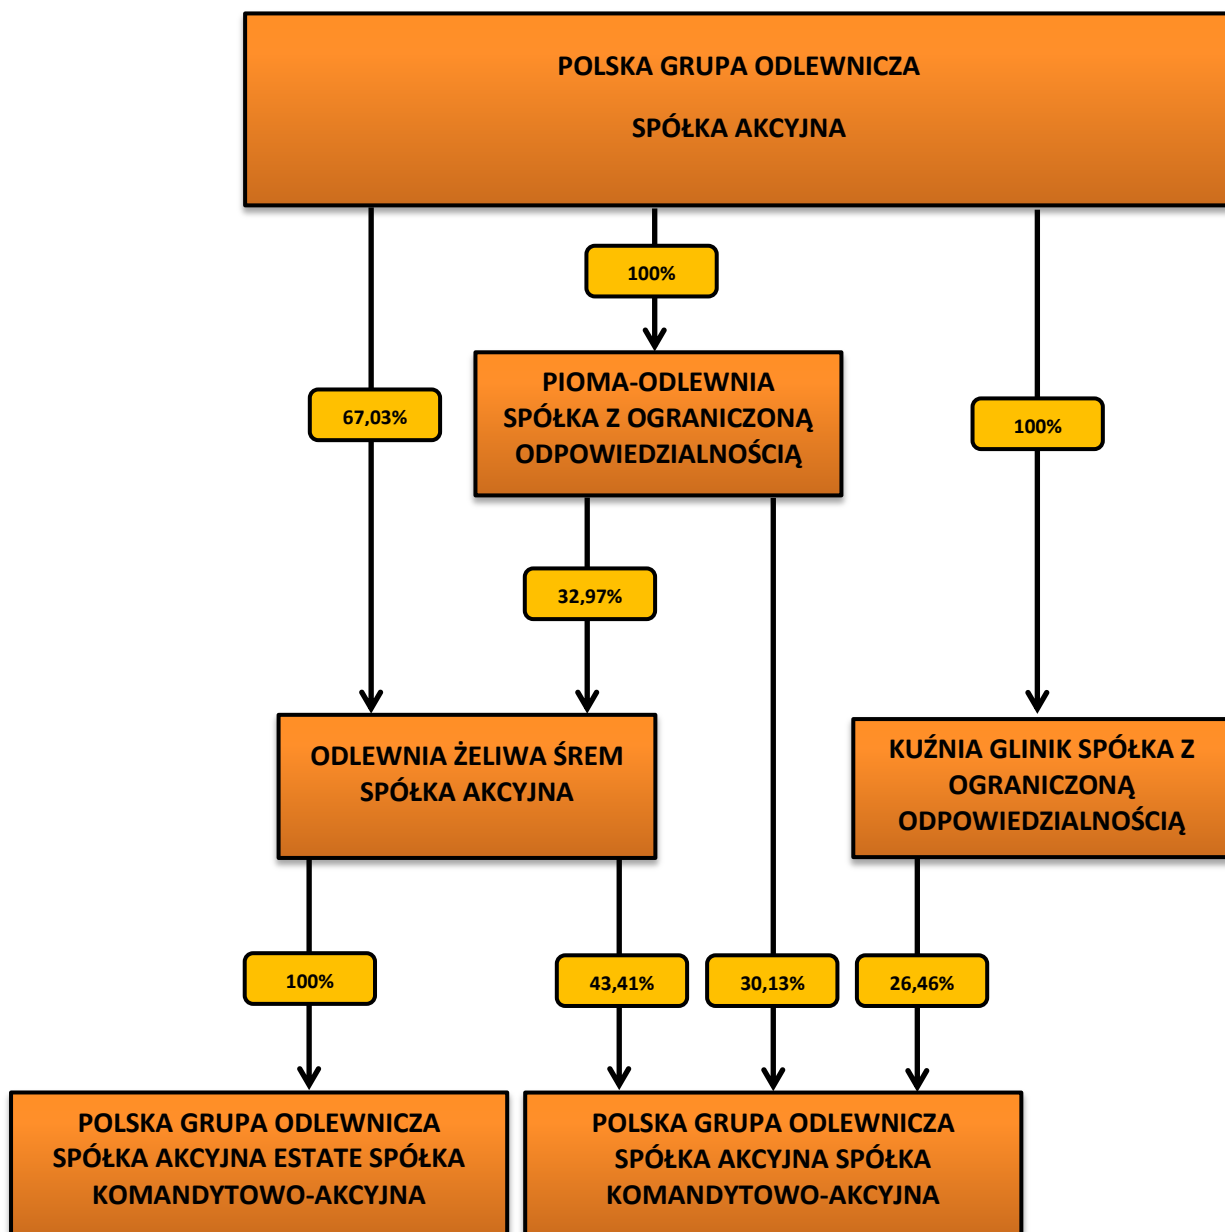 POLSKA GRUPA ODLEWNICZA
SPÓŁKA AKCYJNA
100%
PIOMA-ODLEWNIA
SPÓŁKA Z OGRANICZONĄ
ODPOWIEDZIALNOŚCIĄ
67,03%
100%
32,97%
ODLEWNIA ŻELIWA ŚREM
SPÓŁKA AKCYJNA
KUŹNIA GLINIK SPÓŁKA Z
OGRANICZONĄ
ODPOWIEDZIALNOŚCIĄ
100%
43,41%
30,13%
26,46%
POLSKA GRUPA ODLEWNICZA
SPÓŁKA AKCYJNA ESTATE SPÓŁKA
KOMANDYTOWO-AKCYJNA
POLSKA GRUPA ODLEWNICZA
SPÓŁKA AKCYJNA SPÓŁKA
KOMANDYTOWO-AKCYJNA